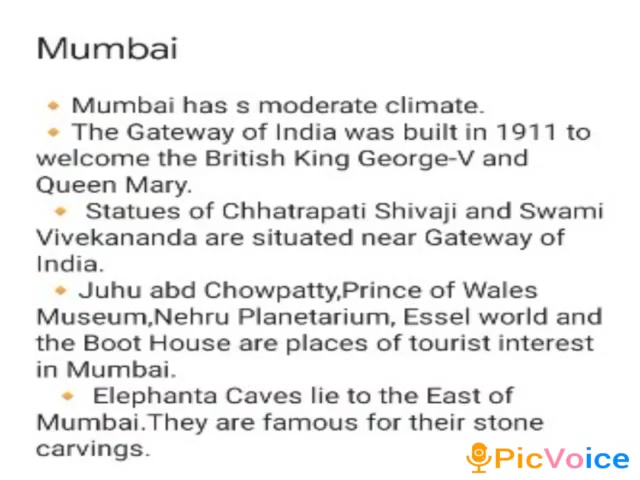 Mumbai
🔸 Mumbai has s moderate climate.
🔸 The Gateway of India was built in 1911 to
welcome the British King George-V and
Queen Mary.
🔸 Statues of Chhatrapati Shivaji and Swami
Vivekananda are situated near Gateway of
India.
🔸 Juhu abd Chowpatty,Prince of Wales
Museum,Nehru Planetarium, Essel world and
the Boot House are places of tourist interest
in Mumbai.
🔸 Elephanta Caves lie to the East of
Mumbai.They are famous for their stone
carvings.
PicVoice